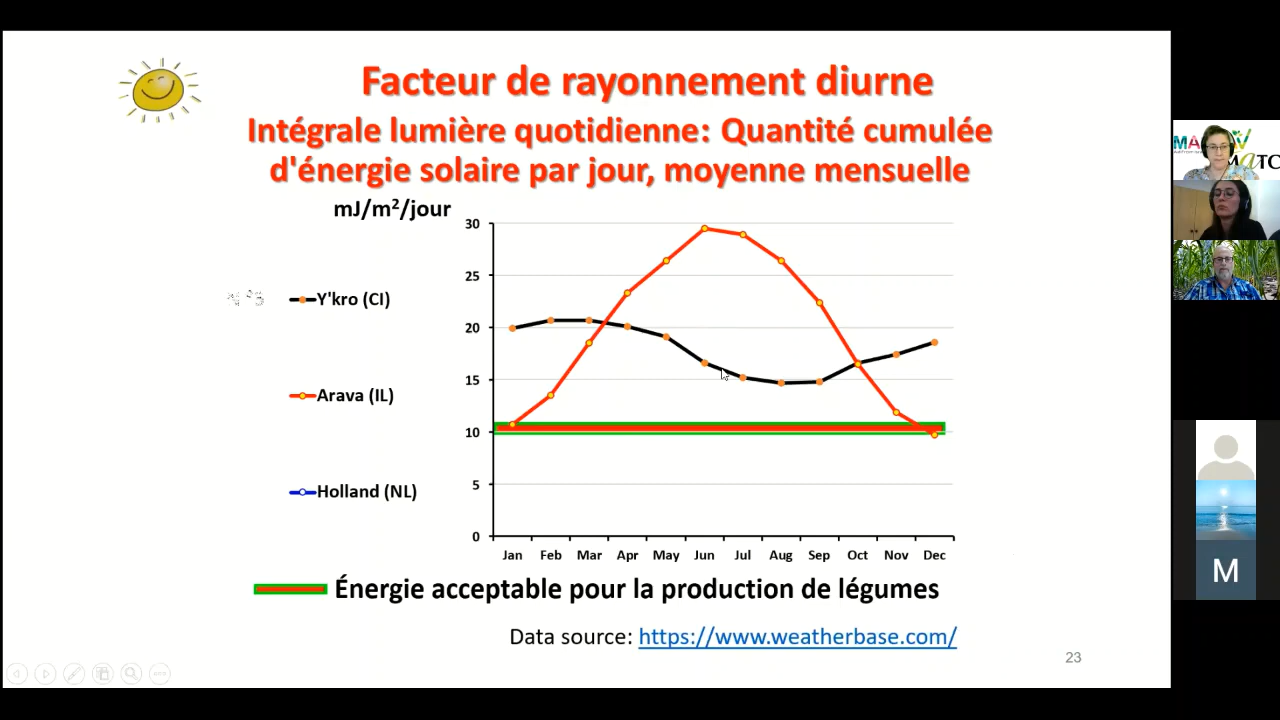 Facteur de rayonnement diurne
Intégrale lumière quotidienne: Quantité cumulée
d'énergie solaire par jour, moyenne mensuelle
mJ/m²/jour
30
25
20
15
10
5
0
Y'kro (CI)
Arava (IL)
Holland (NL)
Jan Feb Mar Apr May Jun Jul Aug Sep Oct Nov Dec
Énergie acceptable pour la production de légumes
Data source: https://www.weatherbase.com/
23
M